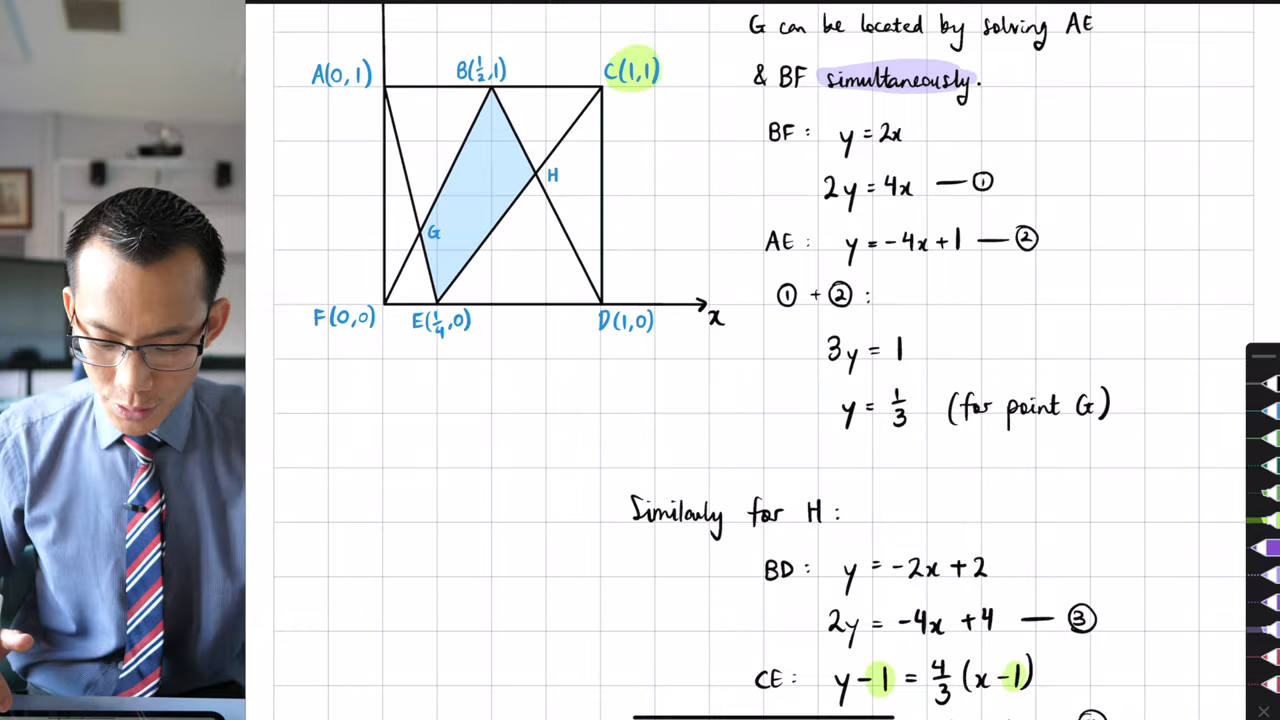 G can be located by solving AE
& BF simultaneously.
A(0,1)
B(1/2,1)
C(1,1)
BF: y = 2x
2y = 4x — ①
H
G
AE: y = -4x+1 — ②
① + ②:
F(0,0)
E(1/4,0)
D(1,0)
x
3y = 1
y = 1/3 (for point G)
Similarly for H:
BD: y = -2x + 2
2y = -4x + 4 — ③
CE: y - 1 = 4/3 (x - 1)